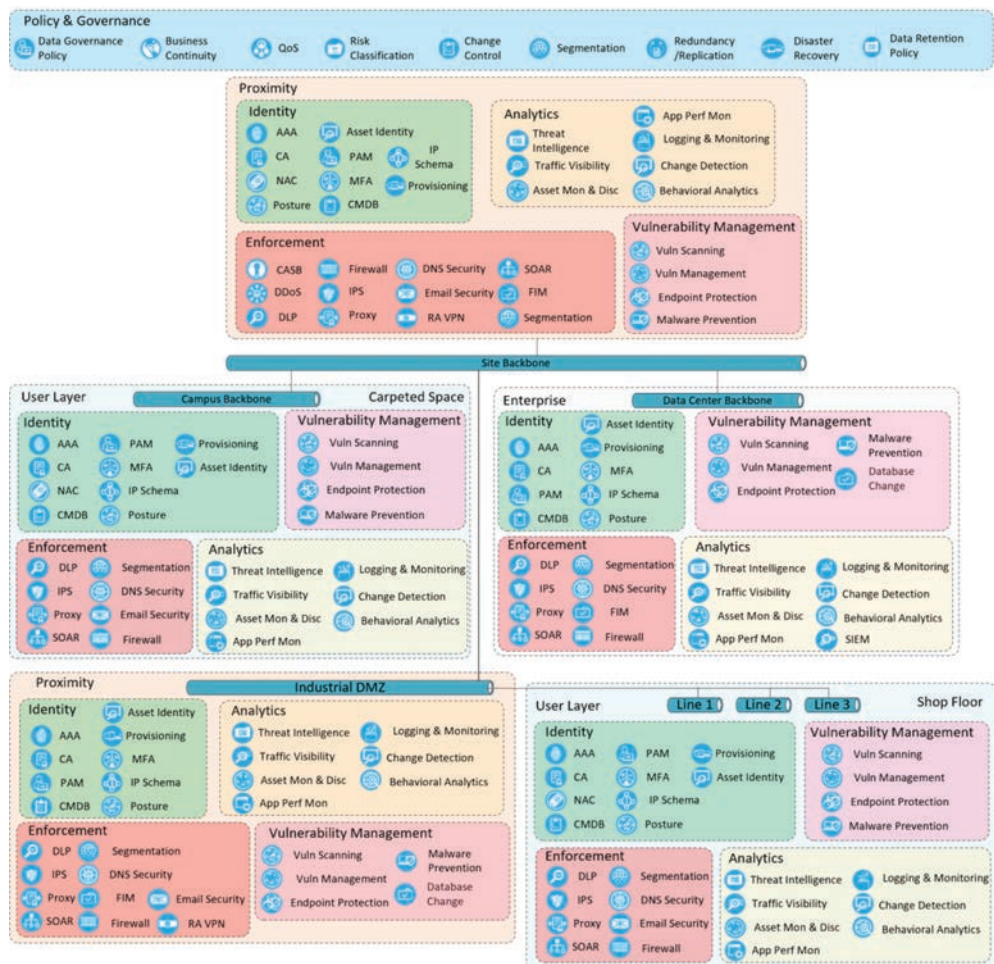 Policy & Governance
Data Governance
Policy
Business
Continuity
QoS
Risk
Classification
Change
Control
Segmentation
Redundancy
/Replication
Disaster
Recovery
Data Retention
Policy
Proximity
Identity
AAA
CA
NAC
Posture
Asset Identity
PAM
MFA
CMDB
IP
Schema
Provisioning
Analytics
Threat
Intelligence
Traffic Visibility
Asset Mon & Disc
App Perf Mon
Logging & Monitoring
Change Detection
Behavioral Analytics
Enforcement
CASB
DDoS
DLP
Firewall
IPS
Proxy
DNS Security
Email Security
RA VPN
SOAR
FIM
Segmentation
Vulnerability Management
Vuln Scanning
Vuln Management
Endpoint Protection
Malware Prevention
Site Backbone
User Layer
Campus Backbone
Carpeted Space
Identity
AAA
CA
NAC
CMDB
PAM
MFA
IP Schema
Posture
Provisioning
Asset Identity
Vulnerability Management
Vuln Scanning
Vuln Management
Endpoint Protection
Malware Prevention
Enforcement
DLP
IPS
Proxy
SOAR
Segmentation
DNS Security
Email Security
Firewall
Analytics
Threat Intelligence
Traffic Visibility
Asset Mon & Disc
App Perf Mon
Logging & Monitoring
Change Detection
Behavioral Analytics
Enterprise
Data Center Backbone
Identity
AAA
CA
PAM
CMDB
Asset Identity
Provisioning
MFA
IP Schema
Posture
Vulnerability Management
Vuln Scanning
Vuln Management
Endpoint Protection
Malware
Prevention
Database
Change
Enforcement
DLP
IPS
Proxy
SOAR
Segmentation
DNS Security
FIM
Firewall
Analytics
Threat Intelligence
Traffic Visibility
Asset Mon & Disc
App Perf Mon
Logging & Monitoring
Change Detection
Behavioral Analytics
SIEM
Proximity
Industrial DMZ
Identity
AAA
CA
PAM
CMDB
Asset Identity
Provisioning
MFA
IP Schema
Posture
Analytics
Threat Intelligence
Traffic Visibility
Asset Mon & Disc
App Perf Mon
Logging & Monitoring
Change Detection
Behavioral Analytics
Enforcement
DLP
IPS
Proxy
SOAR
Segmentation
DNS Security
FIM
Firewall
Email Security
RA VPN
Vulnerability Management
Vuln Scanning
Vuln Management
Endpoint Protection
Malware
Prevention
Database
Change
User Layer
Line 1
Line 2
Line 3
Shop Floor
Identity
AAA
CA
NAC
CMDB
PAM
MFA
IP Schema
Posture
Provisioning
Asset Identity
Vulnerability Management
Vuln Scanning
Vuln Management
Endpoint Protection
Malware Prevention
Enforcement
DLP
IPS
Proxy
SOAR
Segmentation
DNS Security
Email Security
Firewall
Analytics
Threat Intelligence
Traffic Visibility
Asset Mon & Disc
App Perf Mon
Logging & Monitoring
Change Detection
Behavioral Analytics